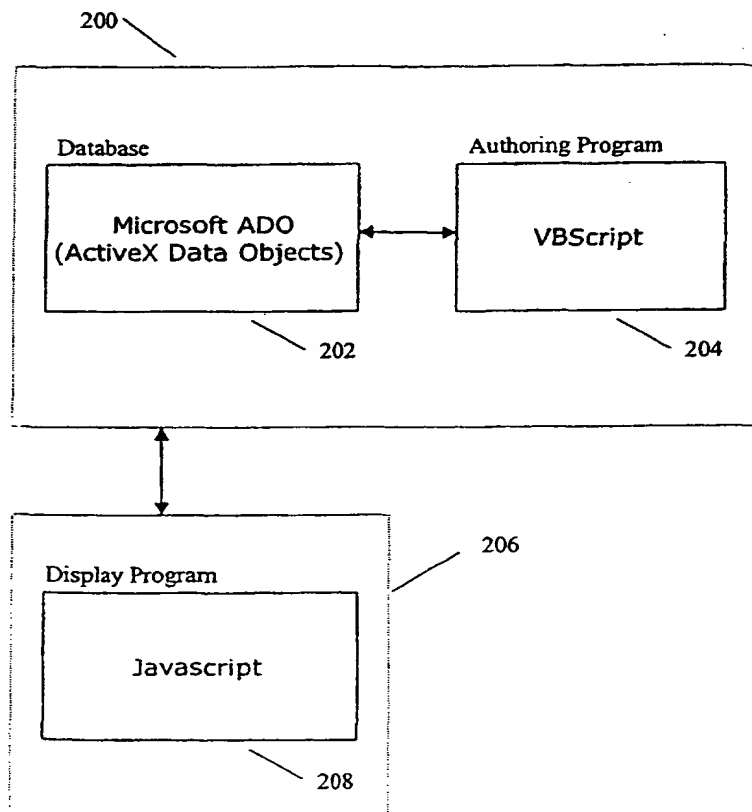 200
Database
Authoring Program
Microsoft ADO
(ActiveX Data Objects)
VBScript
202
204
206
Display Program
Javascript
208